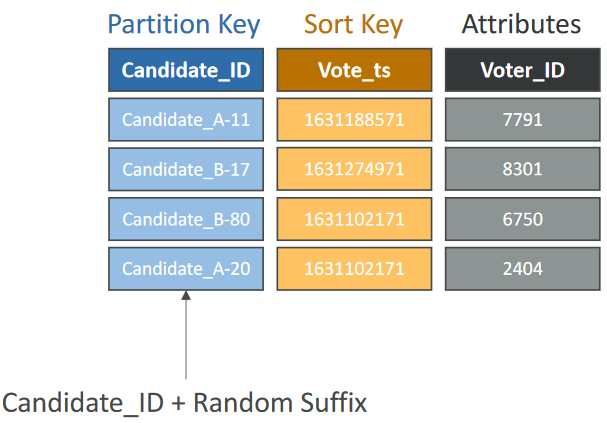 Partition Key Sort Key Attributes
Candidate_ID Vote_ts Voter_ID
Candidate_A-11 1631188571 7791
Candidate_B-17 1631274971 8301
Candidate_B-80 1631102171 6750
Candidate_A-20 1631102171 2404
Candidate_ID + Random Suffix